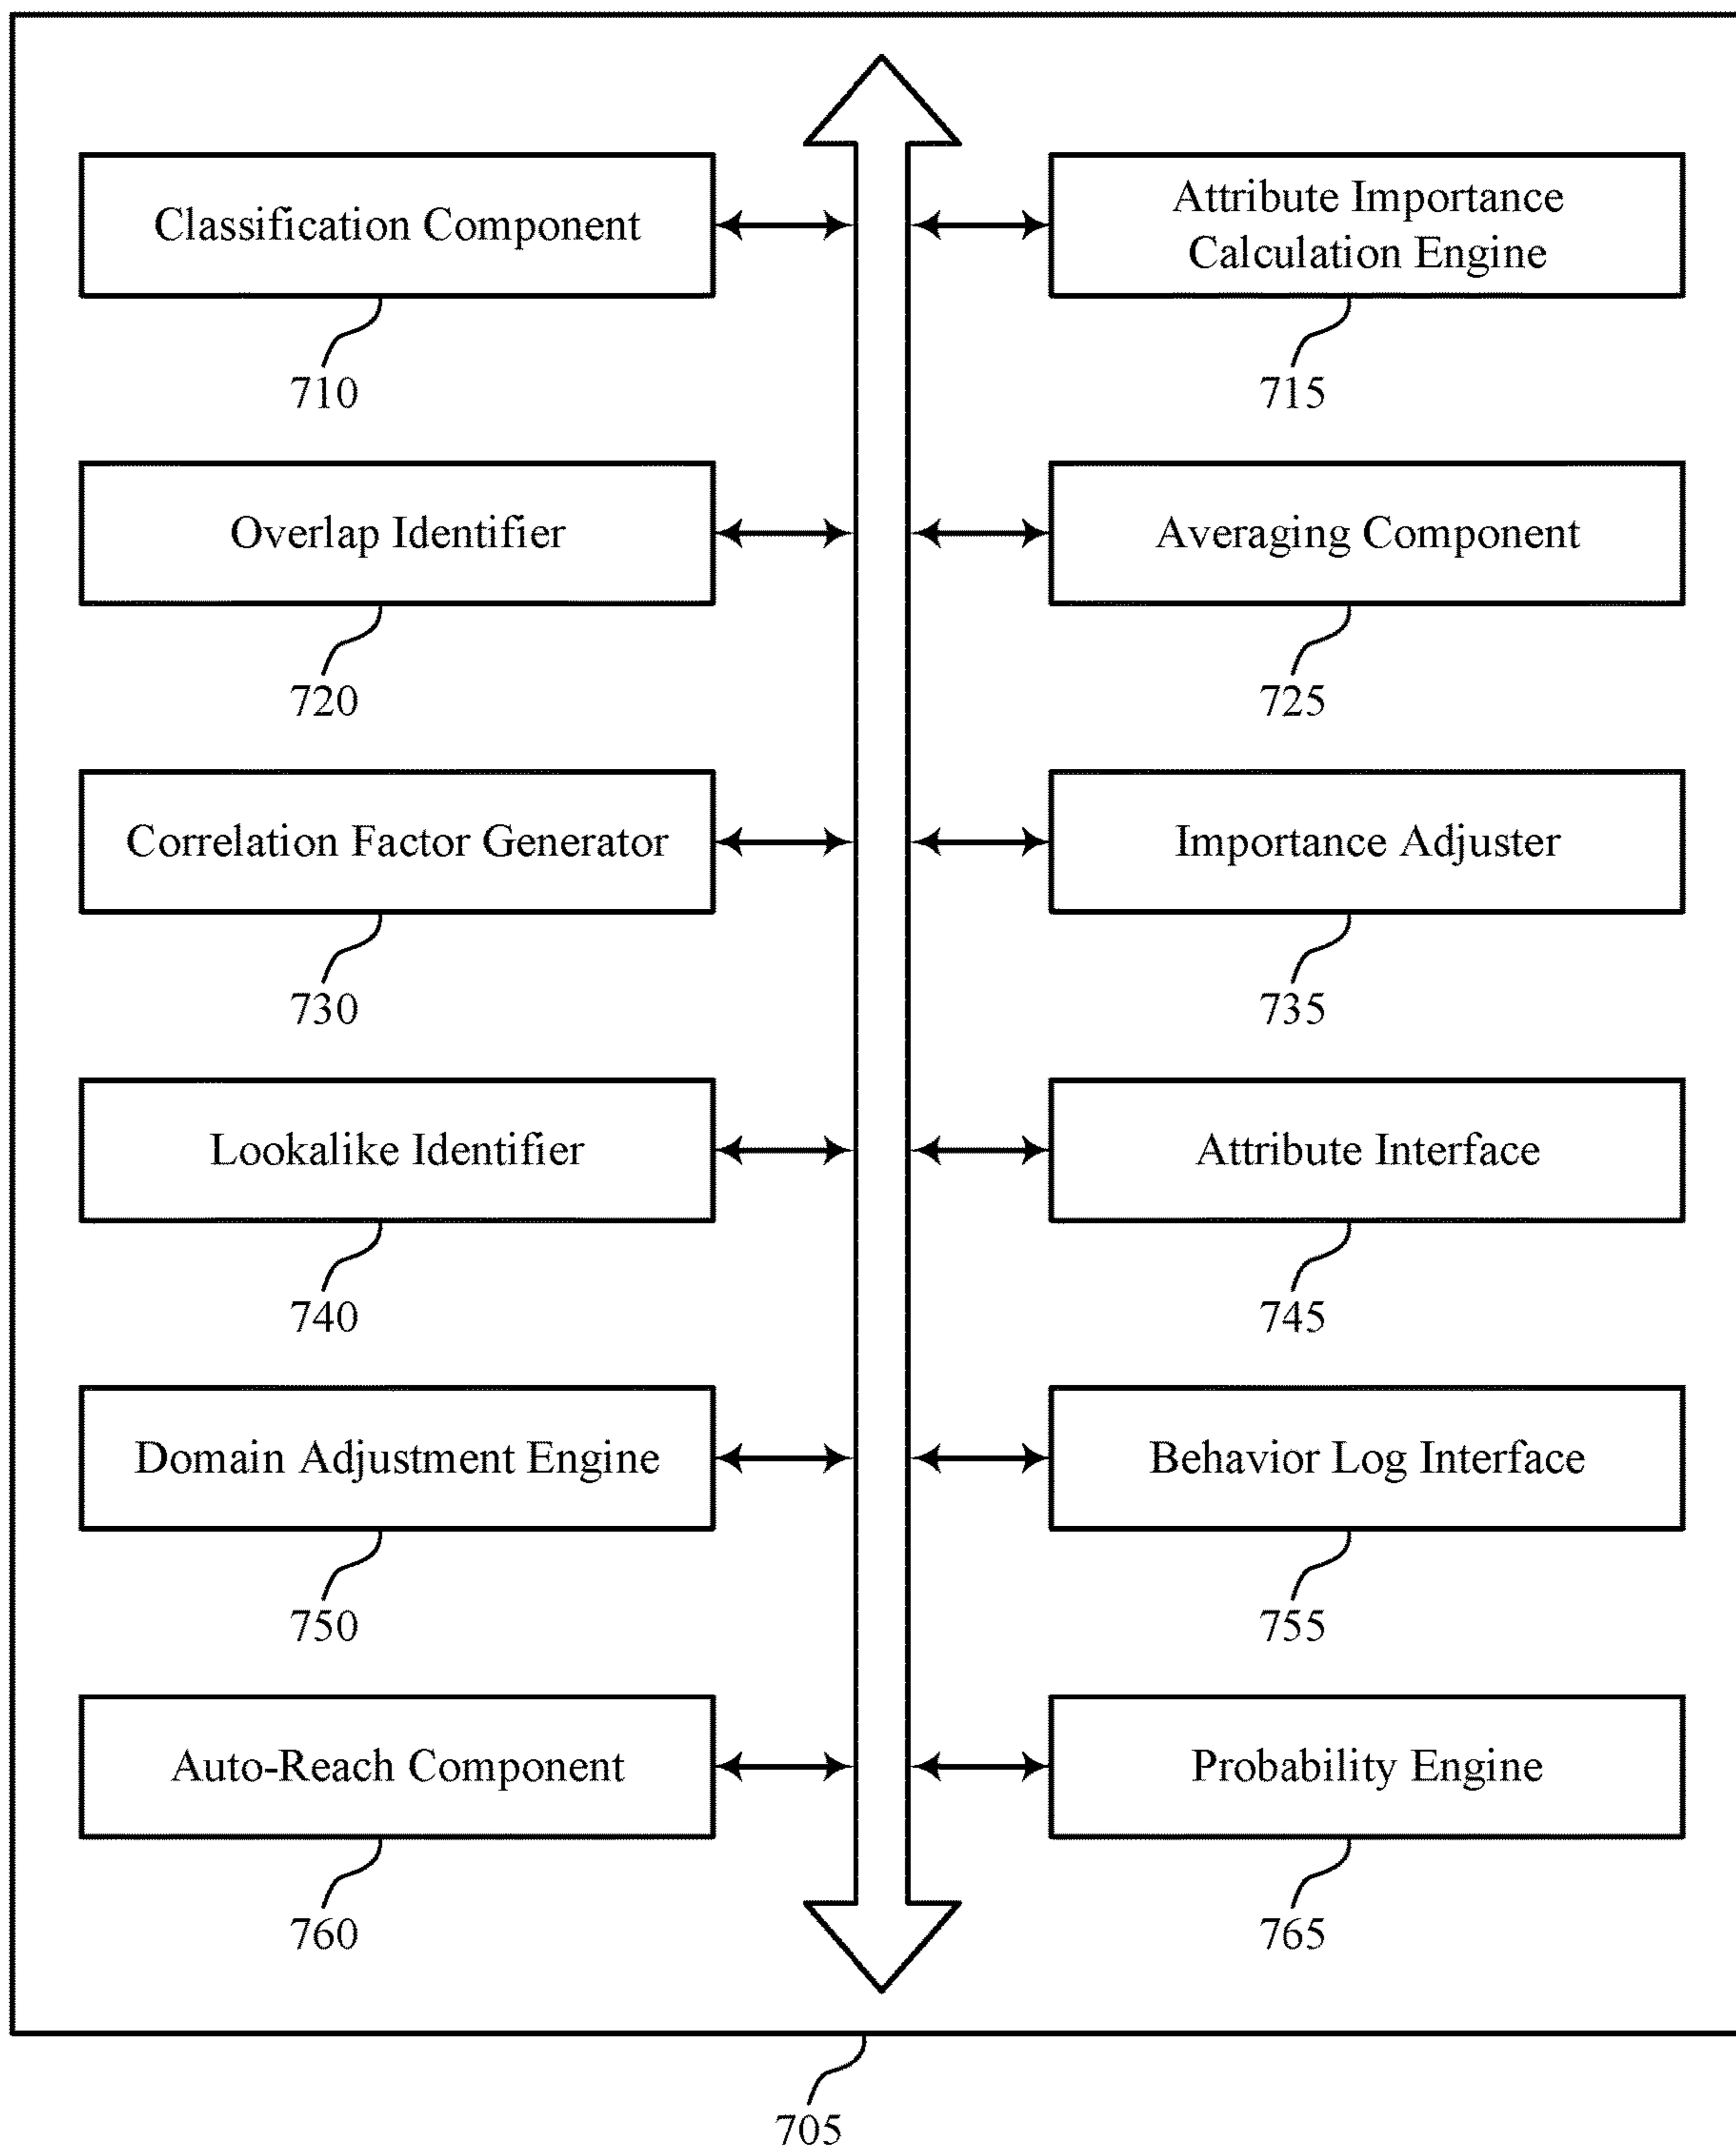 Classification Component
710
Attribute Importance
Calculation Engine
715
Overlap Identifier
720
Averaging Component
725
Correlation Factor Generator
730
Importance Adjuster
735
Lookalike Identifier
740
Attribute Interface
745
Domain Adjustment Engine
750
Behavior Log Interface
755
Auto-Reach Component
760
Probability Engine
765
705